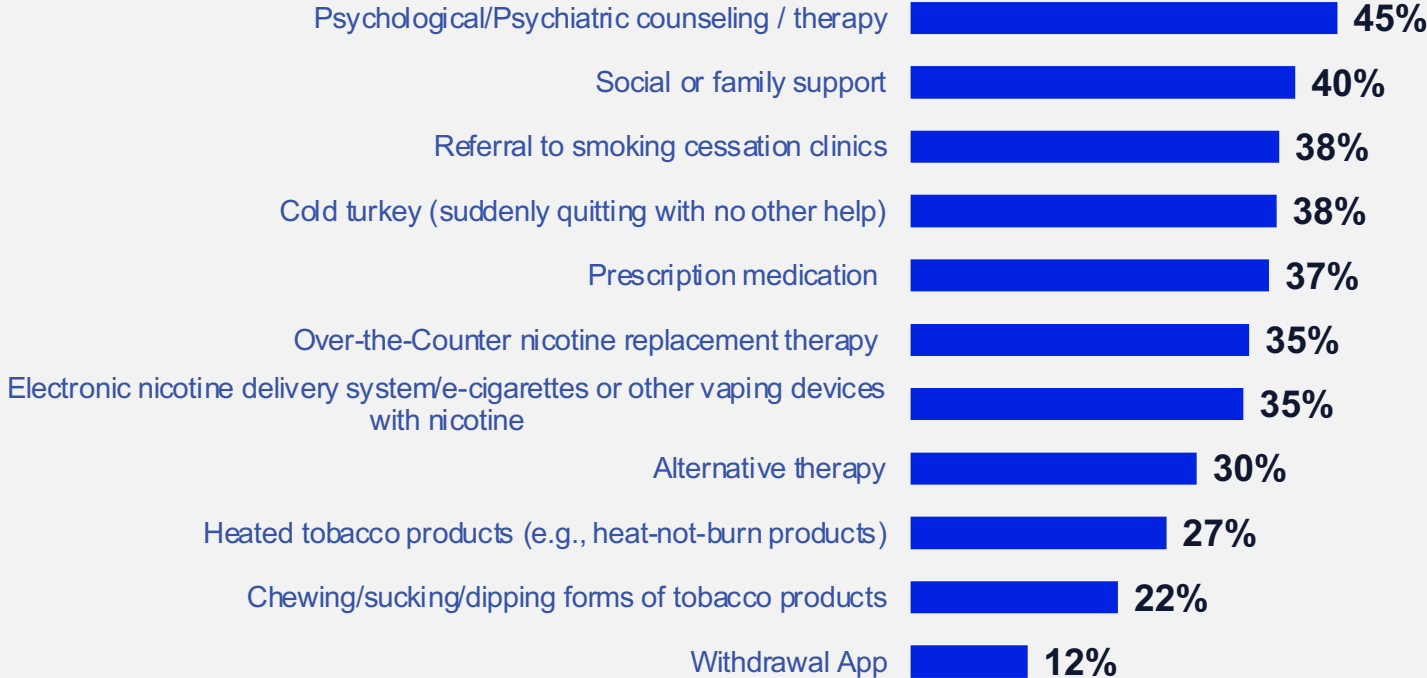 Psychological/Psychiatric counseling / therapy 45%
Social or family support 40%
Referral to smoking cessation clinics 38%
Cold turkey (suddenly quitting with no other help) 38%
Prescription medication 37%
Over-the-Counter nicotine replacement therapy 35%
Electronic nicotine delivery system/e-cigarettes or other vaping devices
with nicotine 35%
Alternative therapy 30%
Heated tobacco products (e.g., heat-not-burn products) 27%
Chewing/sucking/dipping forms of tobacco products 22%
Withdrawal App 12%